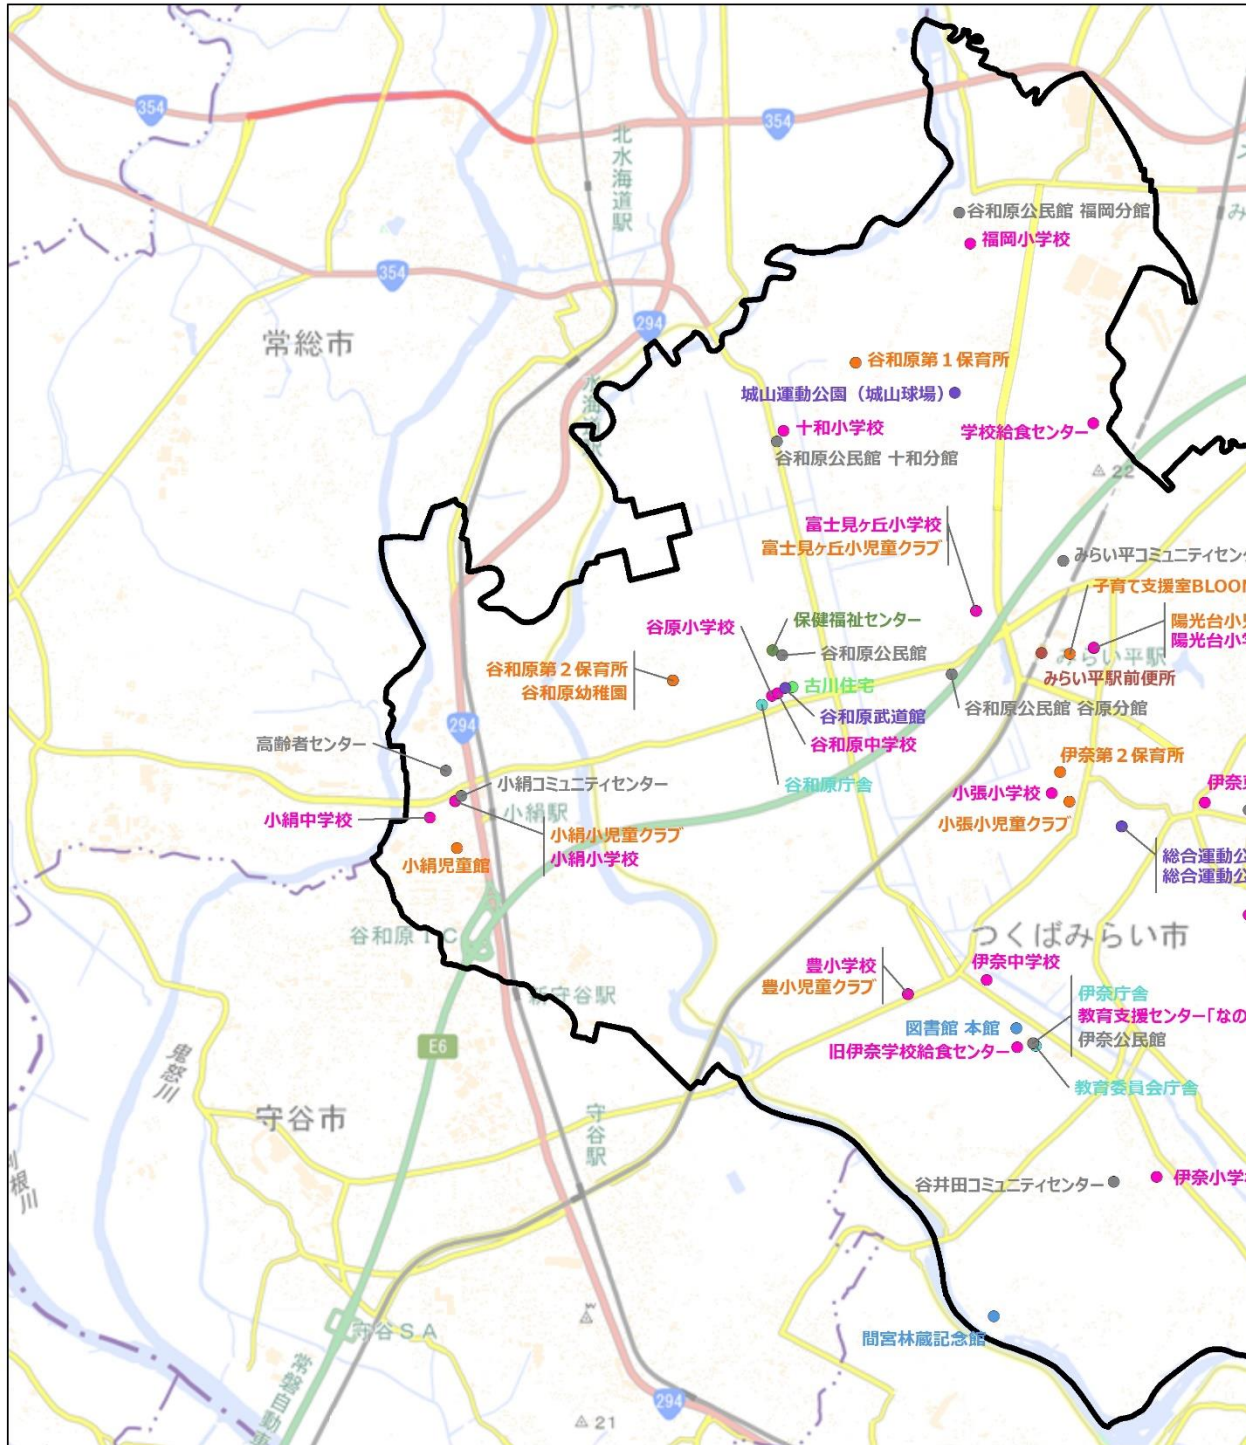 354
354
354
294
294
294
北水海道駅
水海道駅
常総市
谷和原公民館 福岡分館
福岡小学校
谷和原第1保育所
城山運動公園（城山球場）
十和小学校
谷和原公民館 十和分館
学校給食センター
22
富士見ヶ丘小学校
富士見ヶ丘小児童クラブ
みらい平コミュニティセン
子育て支援室BLOOM
保健福祉センター
谷原小学校
谷和原公民館
陽光台小児
陽光台小学
みらい平駅
みらい平駅前便所
谷和原第2保育所
谷和原幼稚園
古川住宅
谷和原武道館
谷和原公民館 谷原分館
谷和原中学校
谷和原庁舎
高齢者センター
小絹コミュニティセンター
小絹駅
小絹中学校
小絹小児童クラブ
小絹小学校
小絹児童館
伊奈第2保育所
小張小学校
小張小児童クラブ
伊奈東
総合運動公
総合運動公
谷和原IC
つくばみらい市
新守谷駅
豊小学校
豊小児童クラブ
伊奈中学校
伊奈庁舎
教育支援センター「なの
伊奈公民館
図書館 本館
旧伊奈学校給食センター
教育委員会庁舎
E6
鬼怒川
守谷市
守谷駅
利根川
谷井田コミュニティセンター
伊奈小学校
間宮林蔵記念館
守谷SA
常磐自動車
21